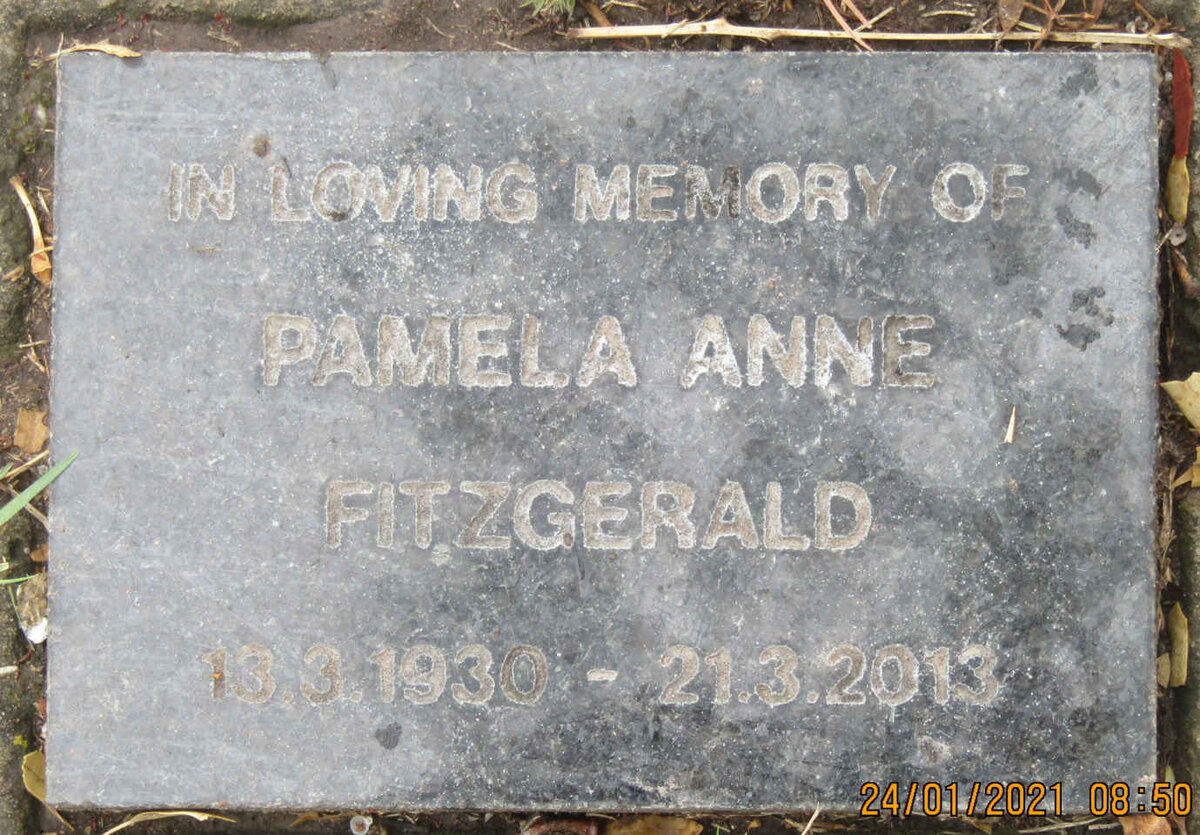 IN LOVING MEMORY OF
PAMELA ANNE
FITZGERALD
13.3.1930 - 21.3.2013
24/01/2021 08:50